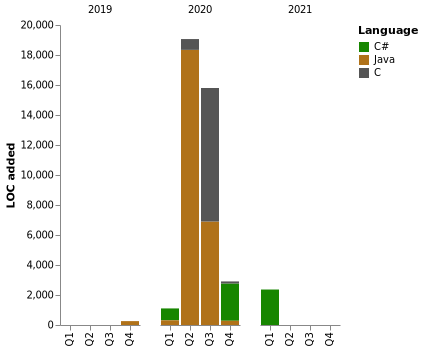 2019 2020 2021
Language
C#
Java
C
LOC added
20,000
18,000
16,000
14,000
12,000
10,000
8,000
6,000
4,000
2,000
0
Q1 Q2 Q3 Q4 Q1 Q2 Q3 Q4 Q1 Q2 Q3 Q4